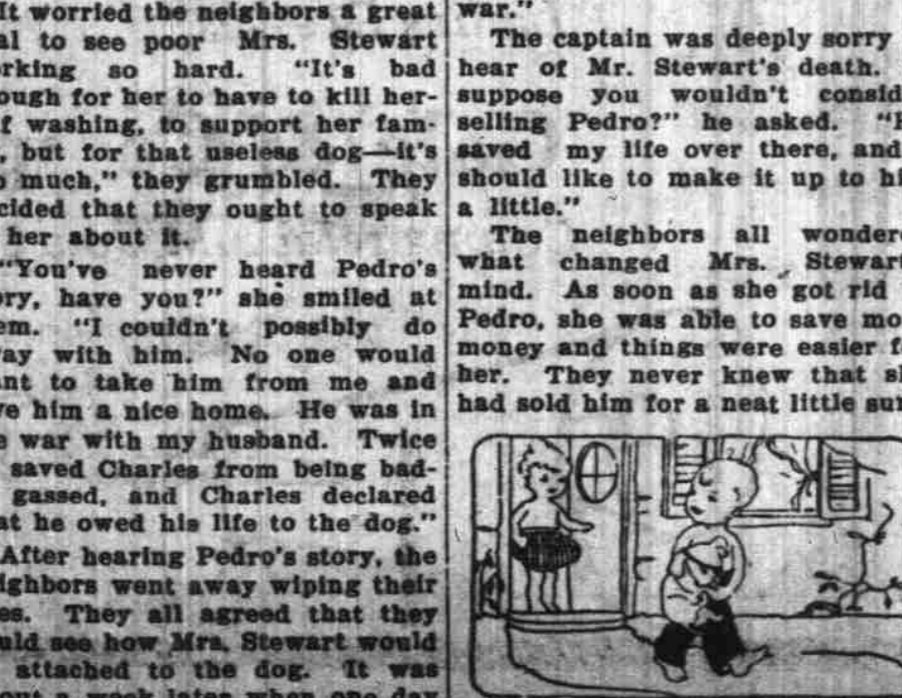 It worried the neighbors a great
al to see poor Mrs. Stewart
rking so hard. "It's bad
ough for her to have to kill her-
f washing, to support her fam-
, but for that useless dog—it's
o much," they grumbled. They
cided that they ought to speak
her about it.
"You've never heard Pedro's
ory, have you?" she smiled at
em. "I couldn't possibly do
ay with him. No one would
nt to take him from me and
ve him a nice home. He was in
e war with my husband. Twice
saved Charles from being bad-
gassed, and Charles declared
at he owed his life to the dog."
After hearing Pedro's story, the
ighbors went away wiping their
es. They all agreed that they
uld see how Mrs. Stewart would
attached to the dog. It was
out a week later when one day
war."
The captain was deeply sorry
hear of Mr. Stewart's death.
suppose you wouldn't consid
selling Pedro?" he asked. "H
saved my life over there, and
should like to make it up to hi
a little."
The neighbors all wonder
what changed Mrs. Stewart
mind. As soon as she got rid
Pedro, she was able to save mo
money and things were easier f
her. They never knew that sh
had sold him for a neat little sum